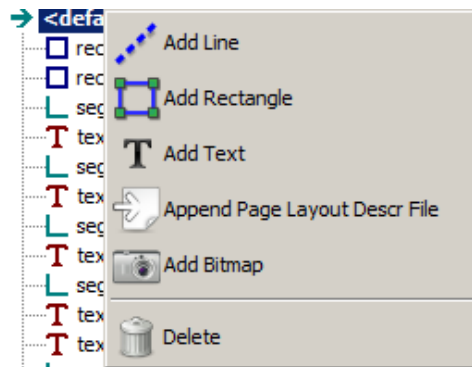 <defa
rec
Add Line
rec
seg
Add Rectangle
tex
Add Text
seg
tex
Append Page Layout Descr File
seg
tex
Add Bitmap
seg
tex
Delete
tex